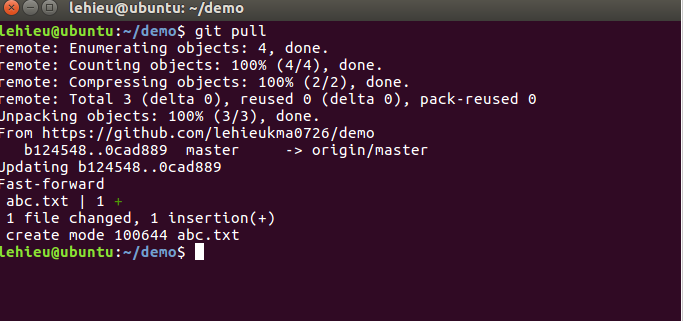 lehieu@ubuntu: ~/demo
lehieu@ubuntu:~/demo$ git pull
remote: Enumerating objects: 4, done.
remote: Counting objects: 100% (4/4), done.
remote: Compressing objects: 100% (2/2), done.
remote: Total 3 (delta 0), reused 0 (delta 0), pack-reused 0
Unpacking objects: 100% (3/3), done.
From https://github.com/lehieukma0726/demo
   b124548..0cad889  master     -> origin/master
Updating b124548..0cad889
Fast-forward
 abc.txt | 1 +
 1 file changed, 1 insertion(+)
 create mode 100644 abc.txt
lehieu@ubuntu:~/demo$